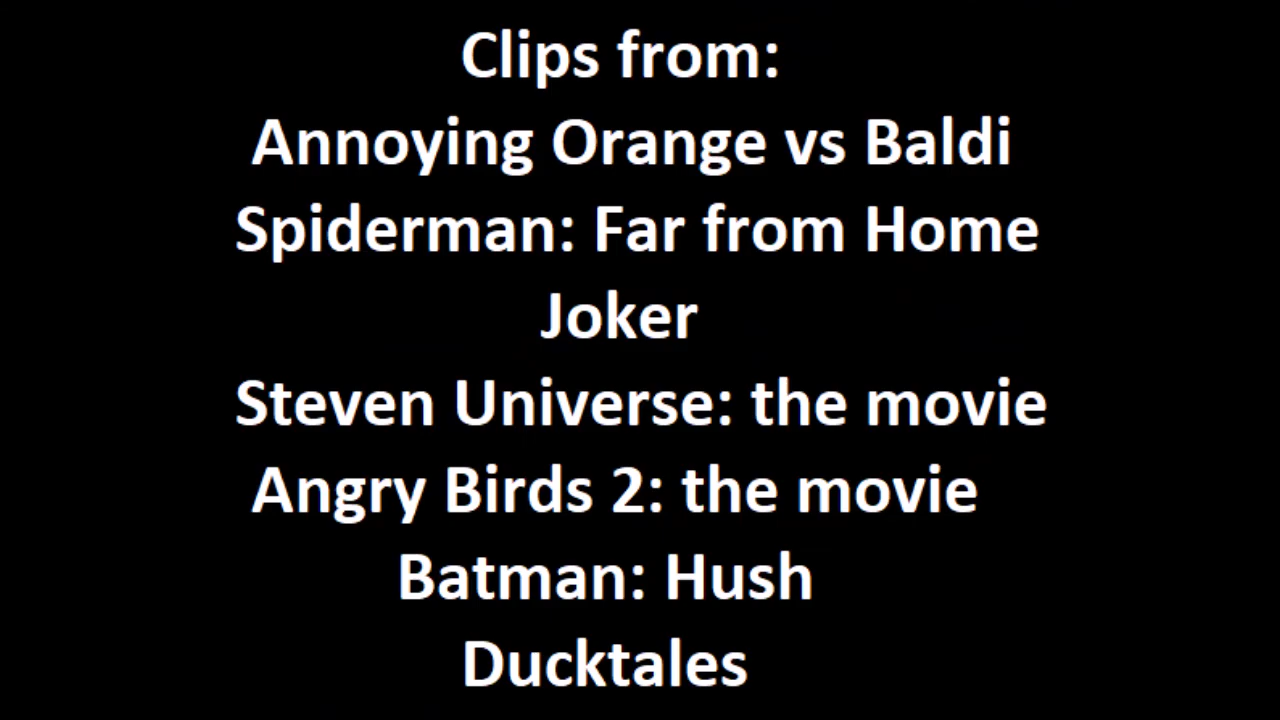 Clips from:
Annoying Orange vs Baldi
Spiderman: Far from Home
Joker
Steven Universe: the movie
Angry Birds 2: the movie
Batman: Hush
Ducktales